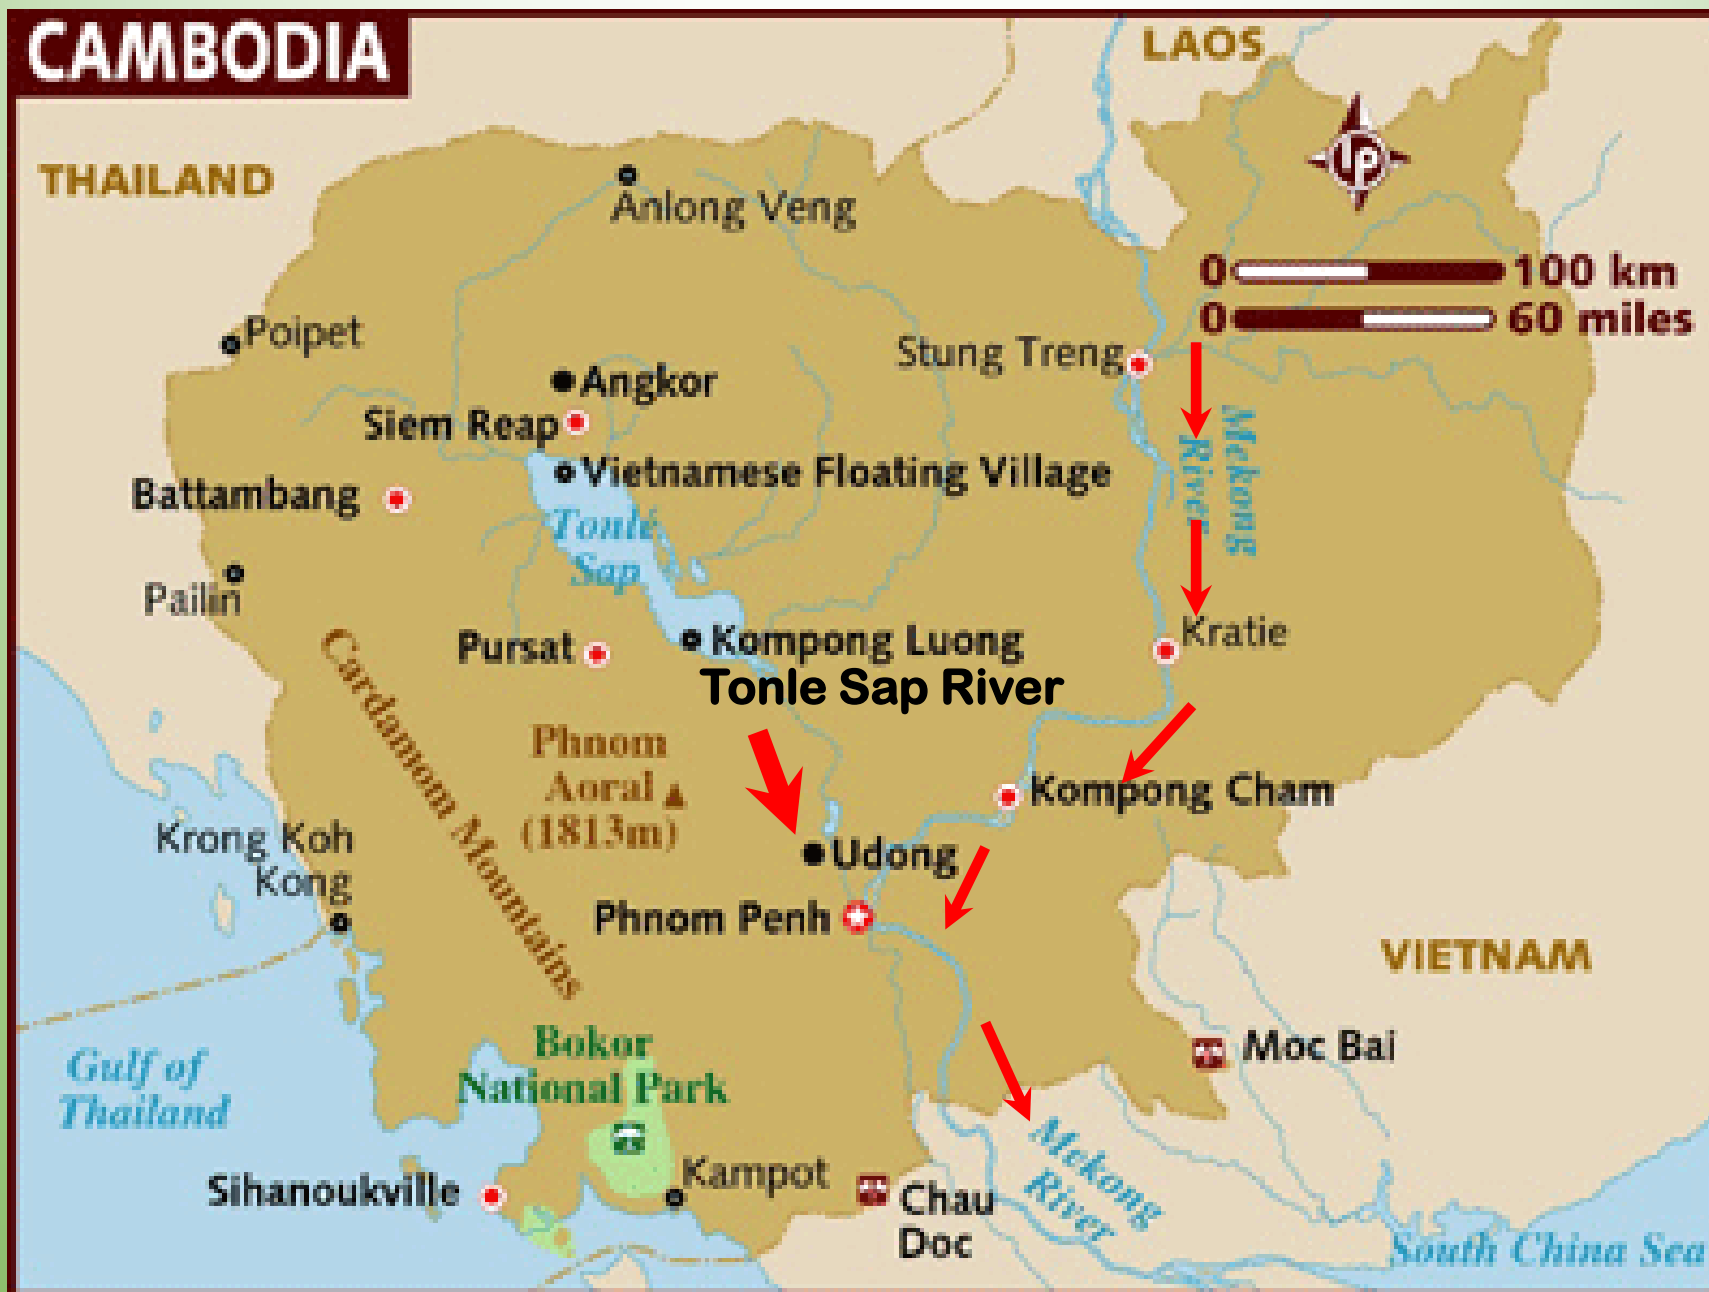 CAMBODIA
LAOS
THAILAND
LP
Anlong Veng
0 100 km
0 60 miles
Poipet
Stung Treng
Angkor
Siem Reap
Mekong
River
Vietnamese Floating Village
Battambang
Tonlé
Sap
Pailin
Kratie
Pursat
Kompong Luong
Tonle Sap River
Cardamom Mountains
Phnom
Aoral
(1813m)
Kompong Cham
Krong Koh
Kong
Udong
Phnom Penh
VIETNAM
Bokor
National Park
Moc Bai
Gulf of
Thailand
Mekong
River
Kampot
Sihanoukville
Chau
Doc
South China Sea